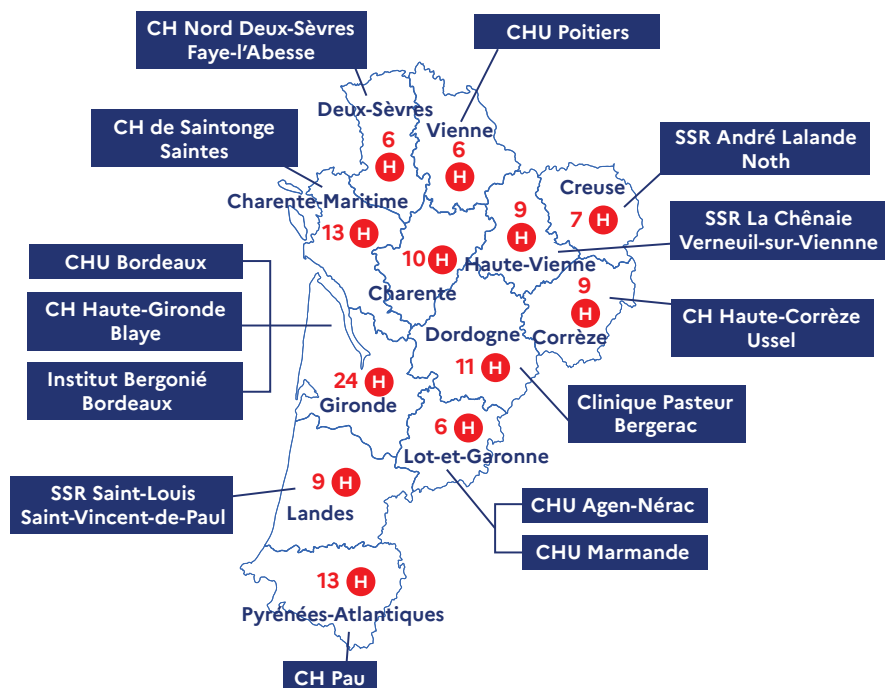 CH Nord Deux-Sèvres
Faye-l'Abesse
CHU Poitiers
Deux-Sèvres
6
H
Vienne
6
H
CH de Saintonge
Saintes
SSR André Lalande
Noth
Charente-Maritime
13 H
Creuse
7 H
9
H
Haute-Vienne
SSR La Chênaie
Verneuil-sur-Viennne
10 H
Charente
CHU Bordeaux
CH Haute-Gironde
Blaye
Institut Bergonié
Bordeaux
9
H
Corrèze
CH Haute-Corrèze
Ussel
Dordogne
11 H
24 H
Gironde
Clinique Pasteur
Bergerac
6 H
Lot-et-Garonne
SSR Saint-Louis
Saint-Vincent-de-Paul
9 H
Landes
CHU Agen-Nérac
CHU Marmande
13 H
Pyrénées-Atlantiques
CH Pau